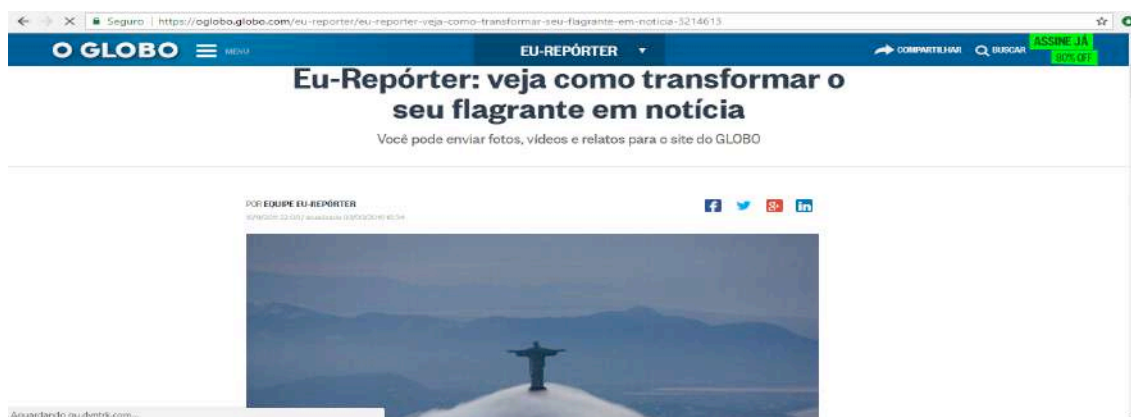 Seguro | https://oglobo.globo.com/eu-reporter/eu-reporter-veja-como-transformar-seu-flagrante-em-noticia-3214613
O GLOBO MENU EU-REPÓRTER COMPARTILHAR BUSCAR ASSINE JÁ
80% OFF
Eu-Repórter: veja como transformar o
seu flagrante em notícia
Você pode enviar fotos, vídeos e relatos para o site do GLOBO
POR EQUIPE EU-REPÓRTER